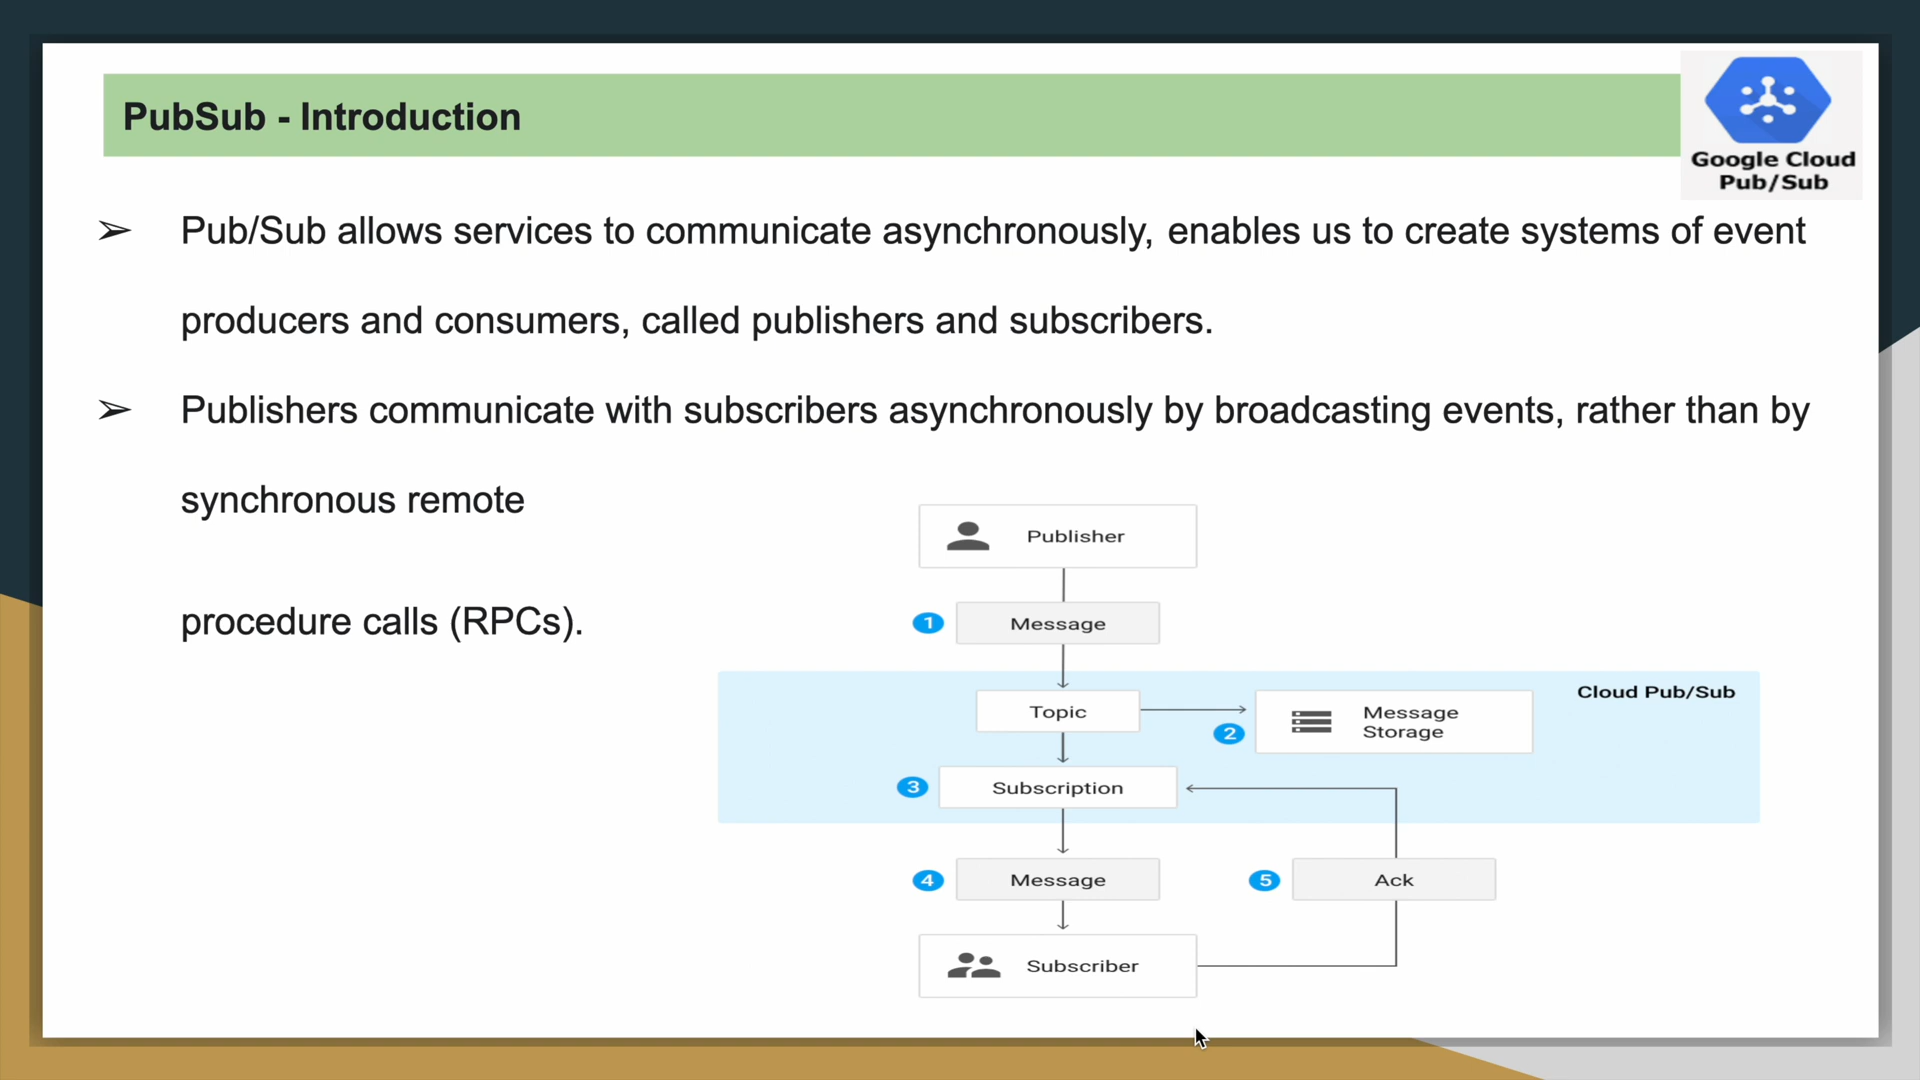 PubSub - Introduction
Google Cloud
Pub/Sub
➢ Pub/Sub allows services to communicate asynchronously, enables us to create systems of event
producers and consumers, called publishers and subscribers.
➢ Publishers communicate with subscribers asynchronously by broadcasting events, rather than by
synchronous remote
procedure calls (RPCs).
Publisher
1 Message
Cloud Pub/Sub
Topic
2
Message
Storage
3 Subscription
4 Message
5 Ack
Subscriber